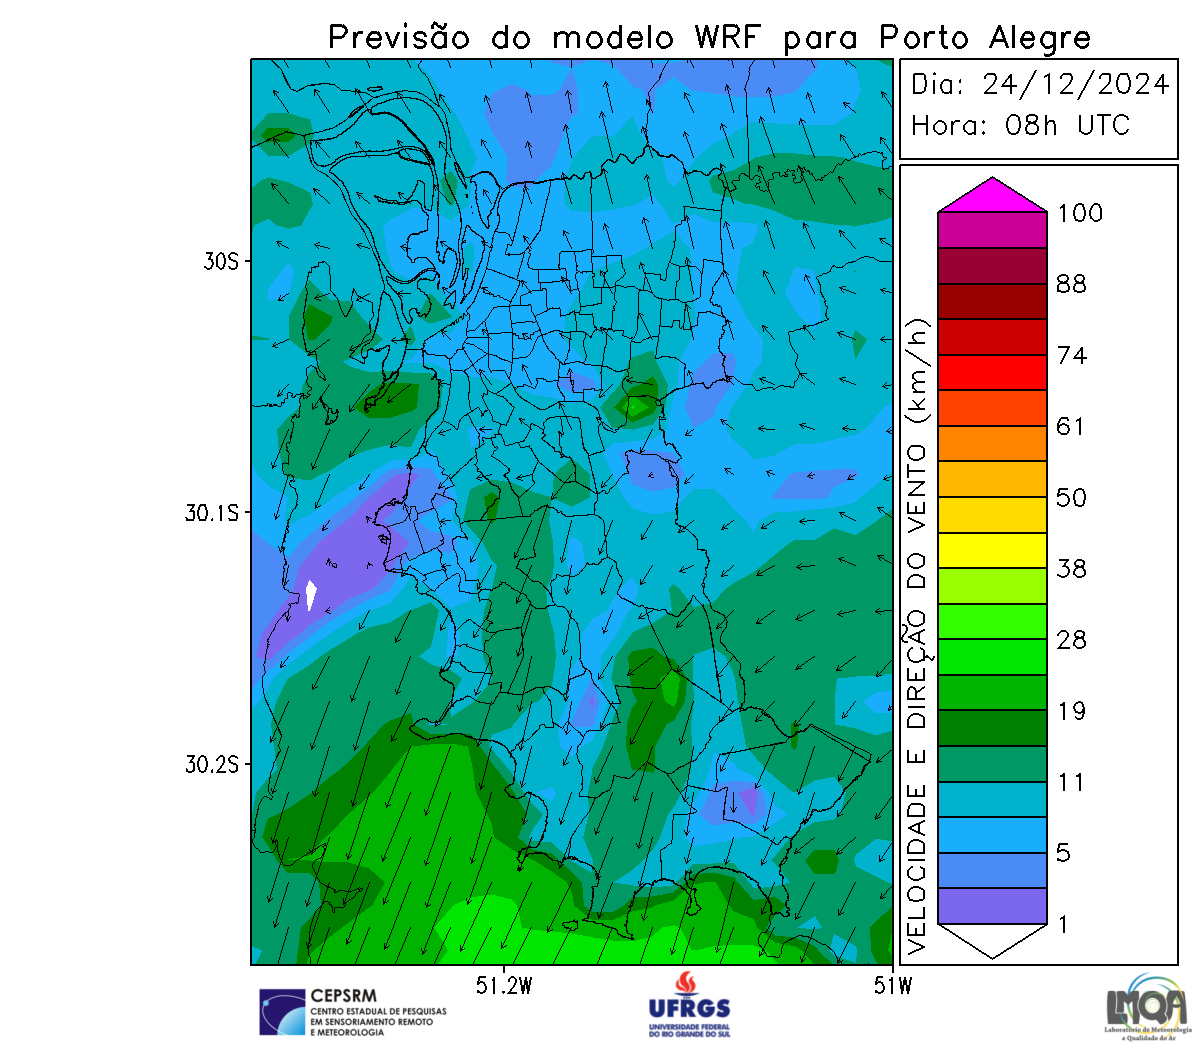 Previsão do modelo WRF para Porto Alegre
Dia: 24/12/2024
Hora: 08h UTC
100
88
74
61
50
38
28
19
11
5
1
VELOCIDADE E DIREÇÃO DO VENTO (km/h)
30S
30.1S
30.2S
51.2W
51W
CEPSRM
CENTRO ESTADUAL DE PESQUISAS
EM SENSORIAMENTO REMOTO
E METEOROLOGIA
UFRGS
UNIVERSIDADE FEDERAL
DO RIO GRANDE DO SUL
LMQA
Laboratório de Meteorologia
e Qualidade do Ar